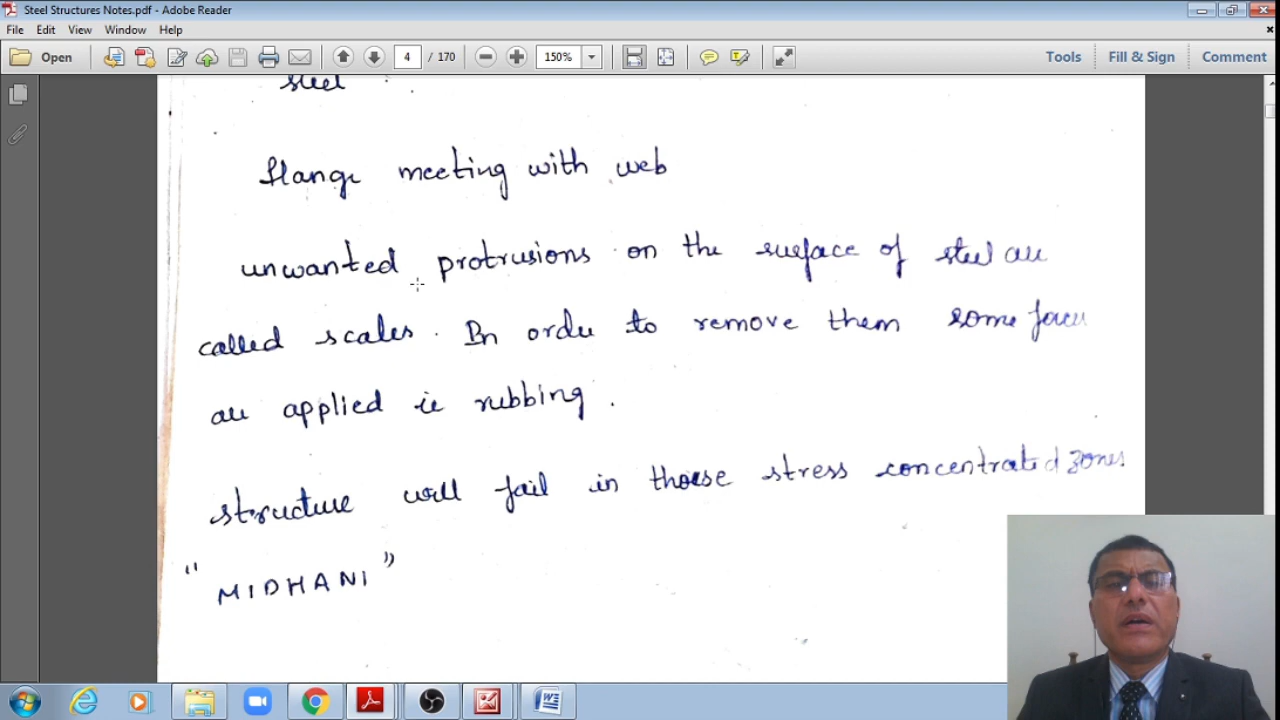 Steel Structures Notes.pdf - Adobe Reader
File Edit View Window Help
Open 4 / 170 150% Tools Fill & Sign Comment
steel
flange meeting with web
unwanted protrusions on the surface of steel are
called scales. In order to remove them some forces
are applied ie rubbing.
structure will fail in those stress concentrated zones
"MIDHANI"